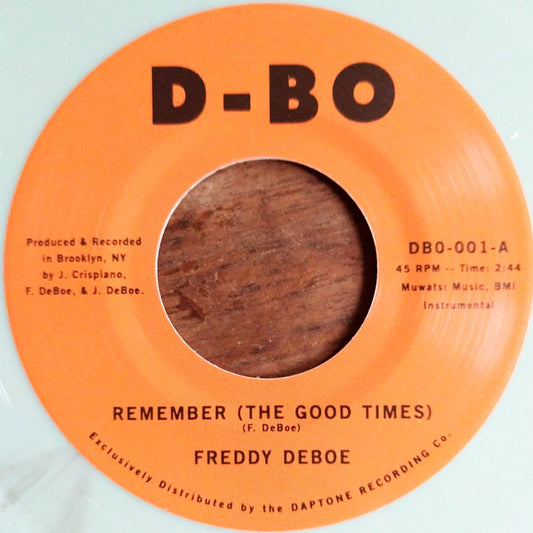 D-BO
Produced & Recorded
in Brooklyn, NY
by J. Crispiano,
F. DeBoe, & J. DeBoe.
DBO-001-A
45 RPM -- Time: 2:44
Muwatsi Music, BMI
Instrumental
REMEMBER (THE GOOD TIMES)
(F. DeBoe)
FREDDY DEBOE
Exclusively Distributed by the DAPTONE RECORDING Co.